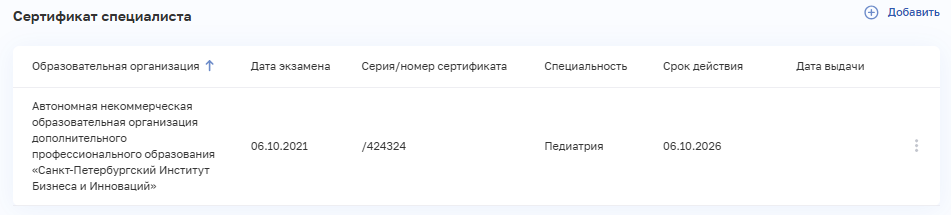 Сертификат специалиста
Добавить
Образовательная организация Дата экзамена Серия/номер сертификата Специальность Срок действия Дата выдачи
Автономная некоммерческая
образовательная организация
дополнительного
профессионального образования
«Санкт-Петербургский Институт
Бизнеса и Инноваций»
06.10.2021 /424324 Педиатрия 06.10.2026